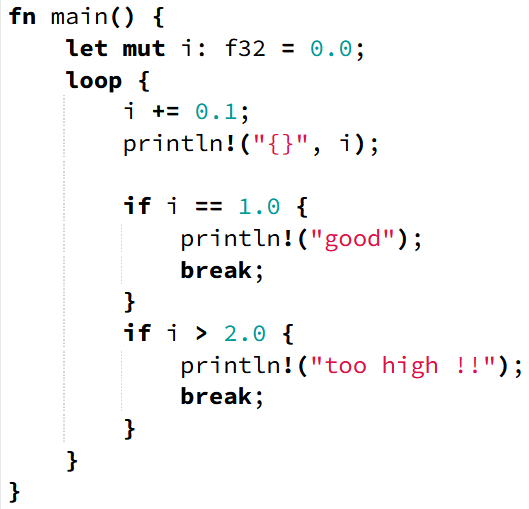 fn main() {
    let mut i: f32 = 0.0;
    loop {
        i += 0.1;
        println!("{}", i);

        if i == 1.0 {
            println!("good");
            break;
        }
        if i > 2.0 {
            println!("too high !!");
            break;
        }
    }
}